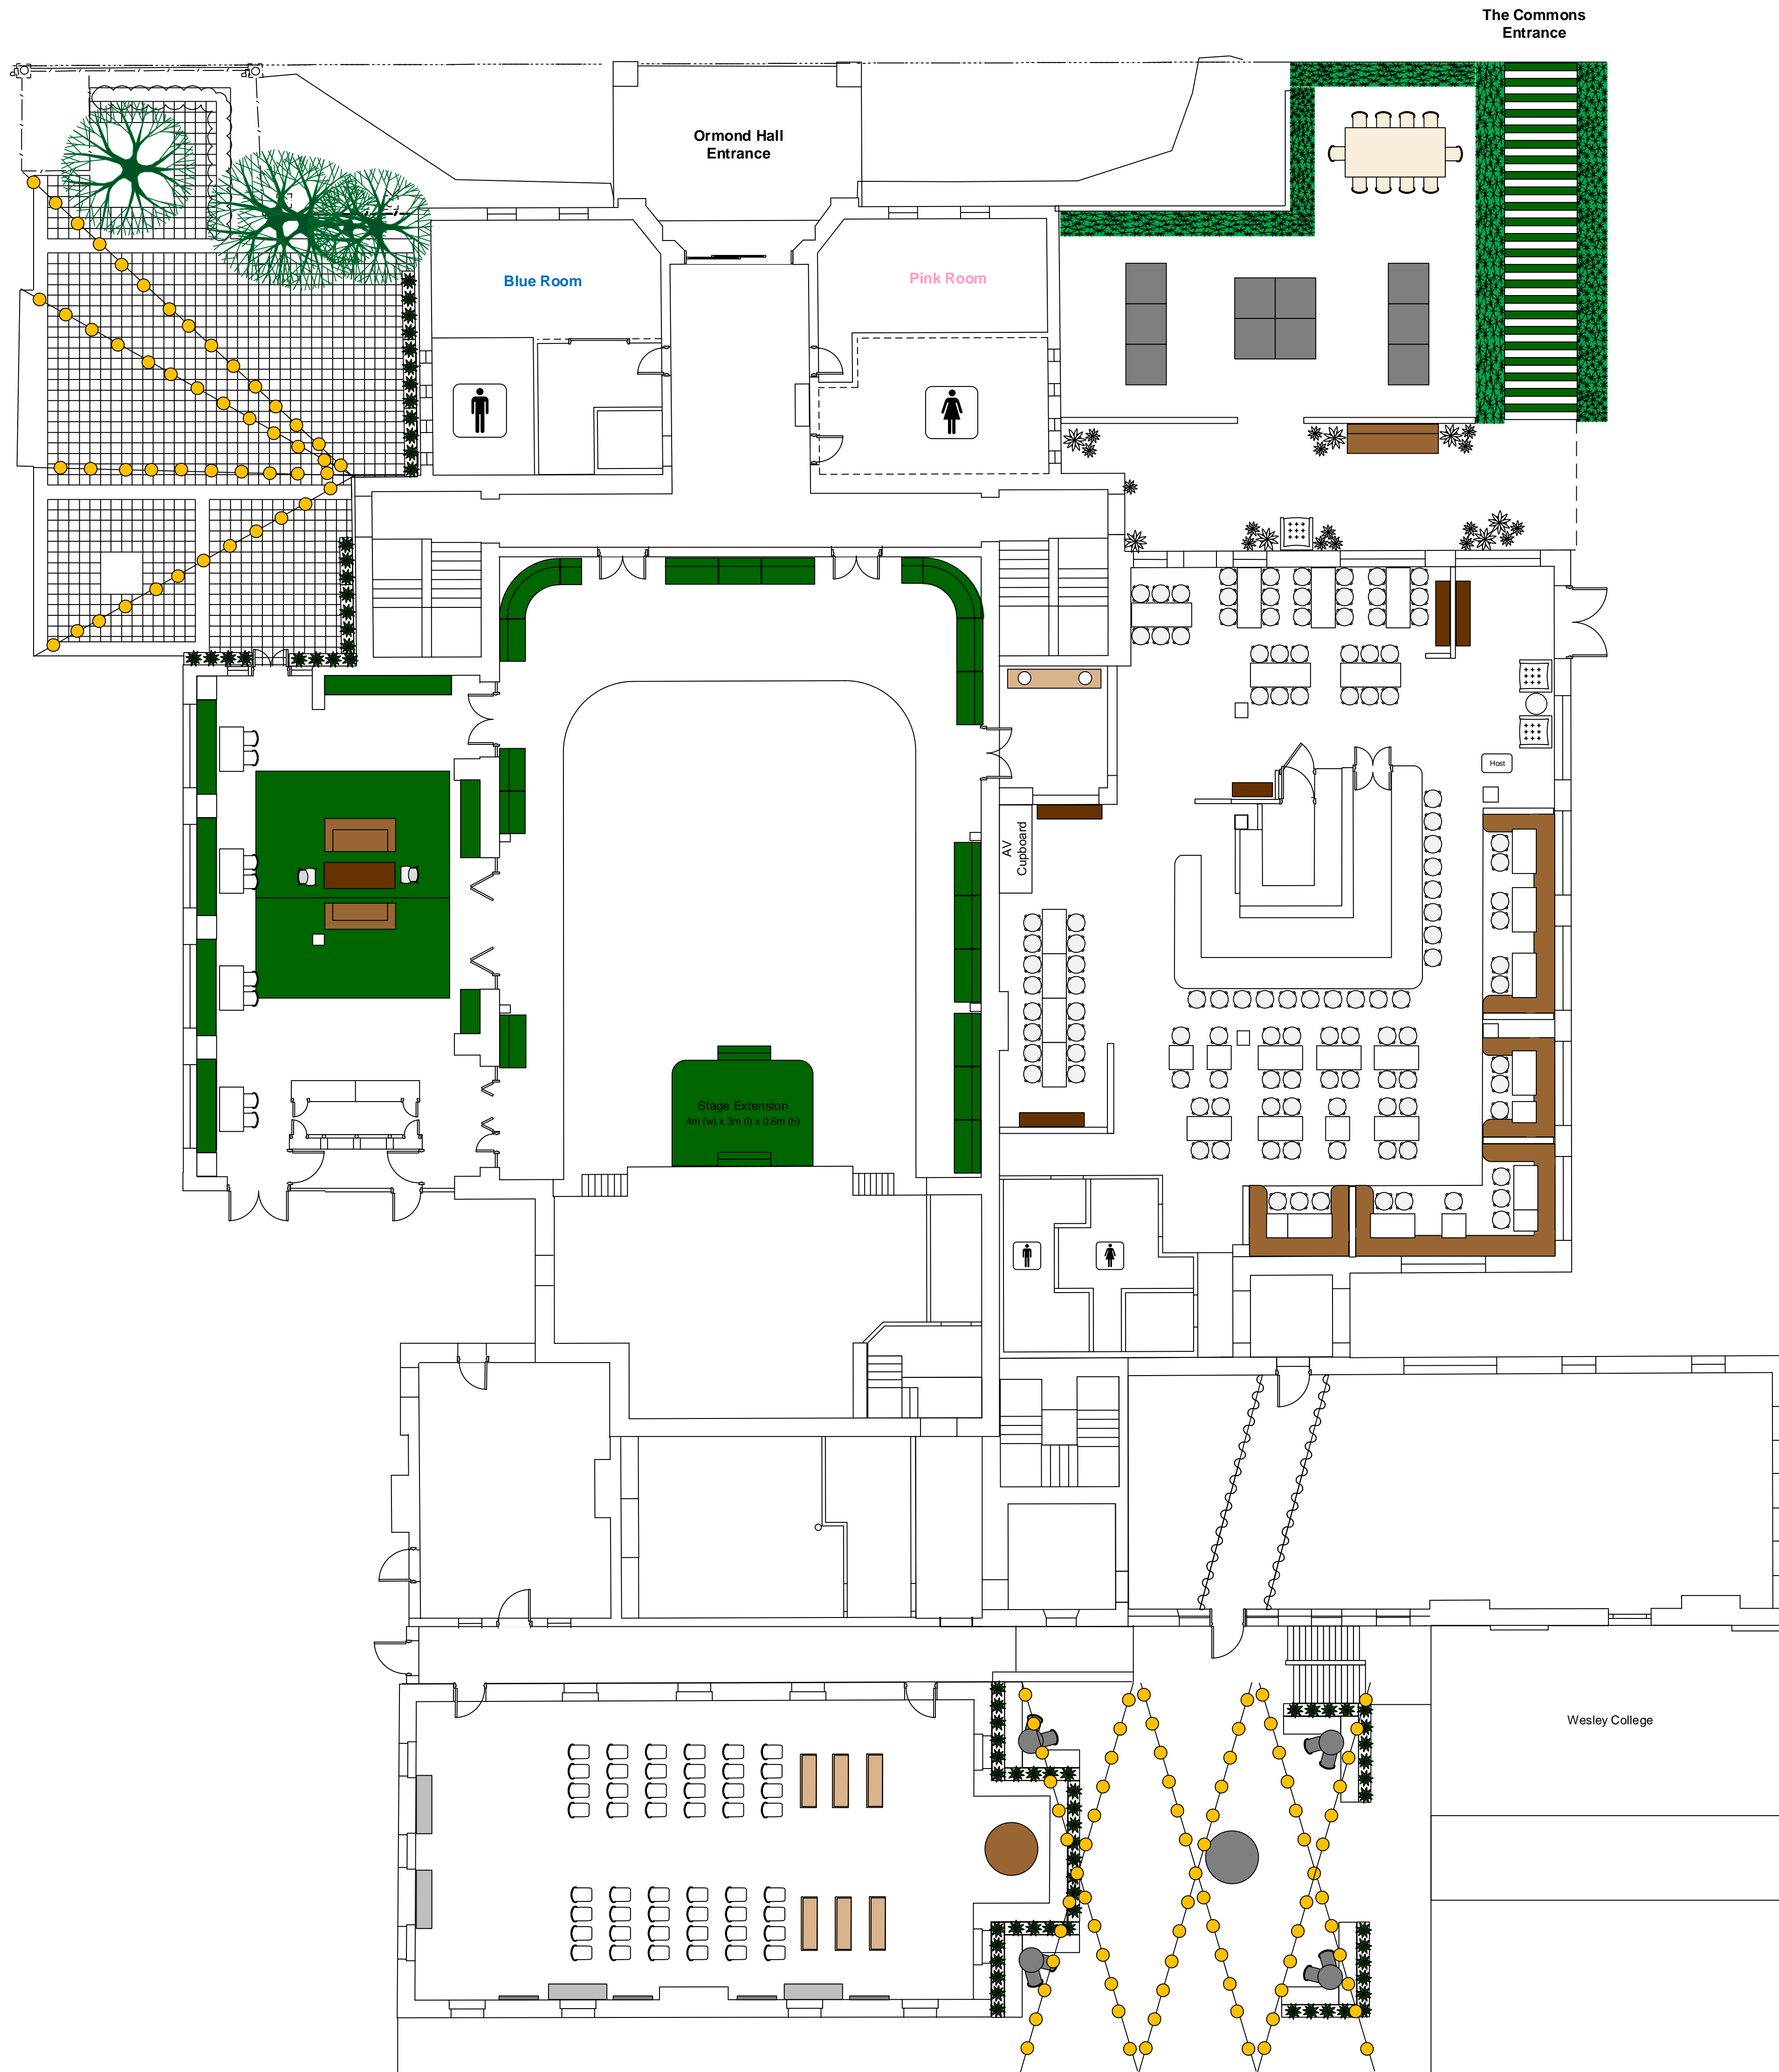 The Commons
Entrance
Ormond Hall
Entrance
Blue Room
Pink Room
Host
AV
Cupboard
Stage Extension
4m (w) x 3m (l) x 0.6m (h)
Wesley College